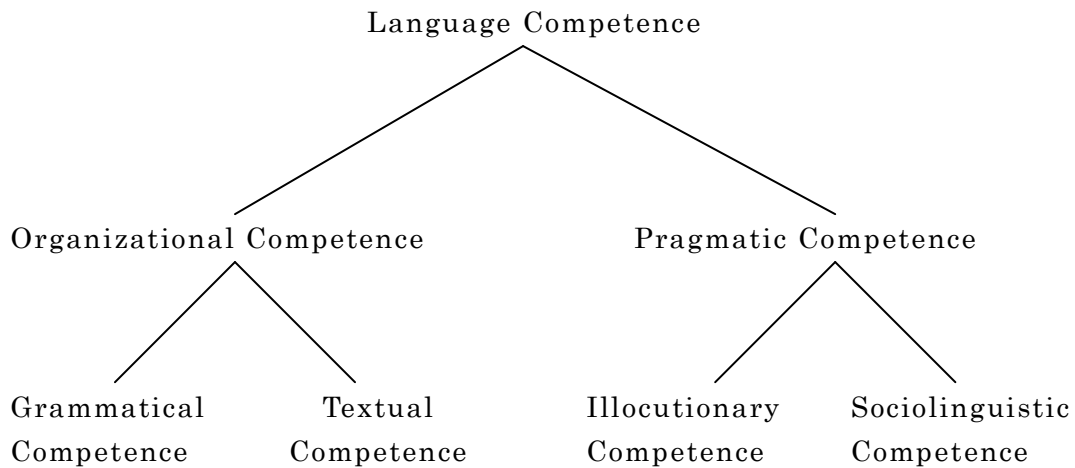 Language Competence
Organizational Competence
Pragmatic Competence
Grammatical
Competence
Textual
Competence
Illocutionary
Competence
Sociolinguistic
Competence